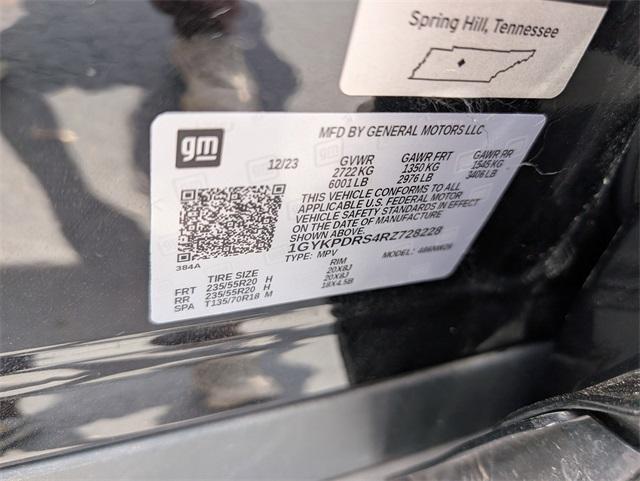 Spring Hill, Tennessee
gm
MFD BY GENERAL MOTORS LLC
12/23 GVWR GAWR FRT GAWR RR
2722 KG 1350 KG 1545 KG
6001 LB 2976 LB 3406 LB
THIS VEHICLE CONFORMS TO ALL
APPLICABLE U.S. FEDERAL MOTOR
VEHICLE SAFETY STANDARDS IN EFFECT
ON THE DATE OF MANUFACTURE
SHOWN ABOVE.
1GYKPDRS4RZ728228
TYPE: MPV MODEL:
384A
TIRE SIZE RIM
FRT 235/55R20 H 20X8J
RR 235/55R20 H 20X8J
SPA T135/70R18 M 18X4.5B